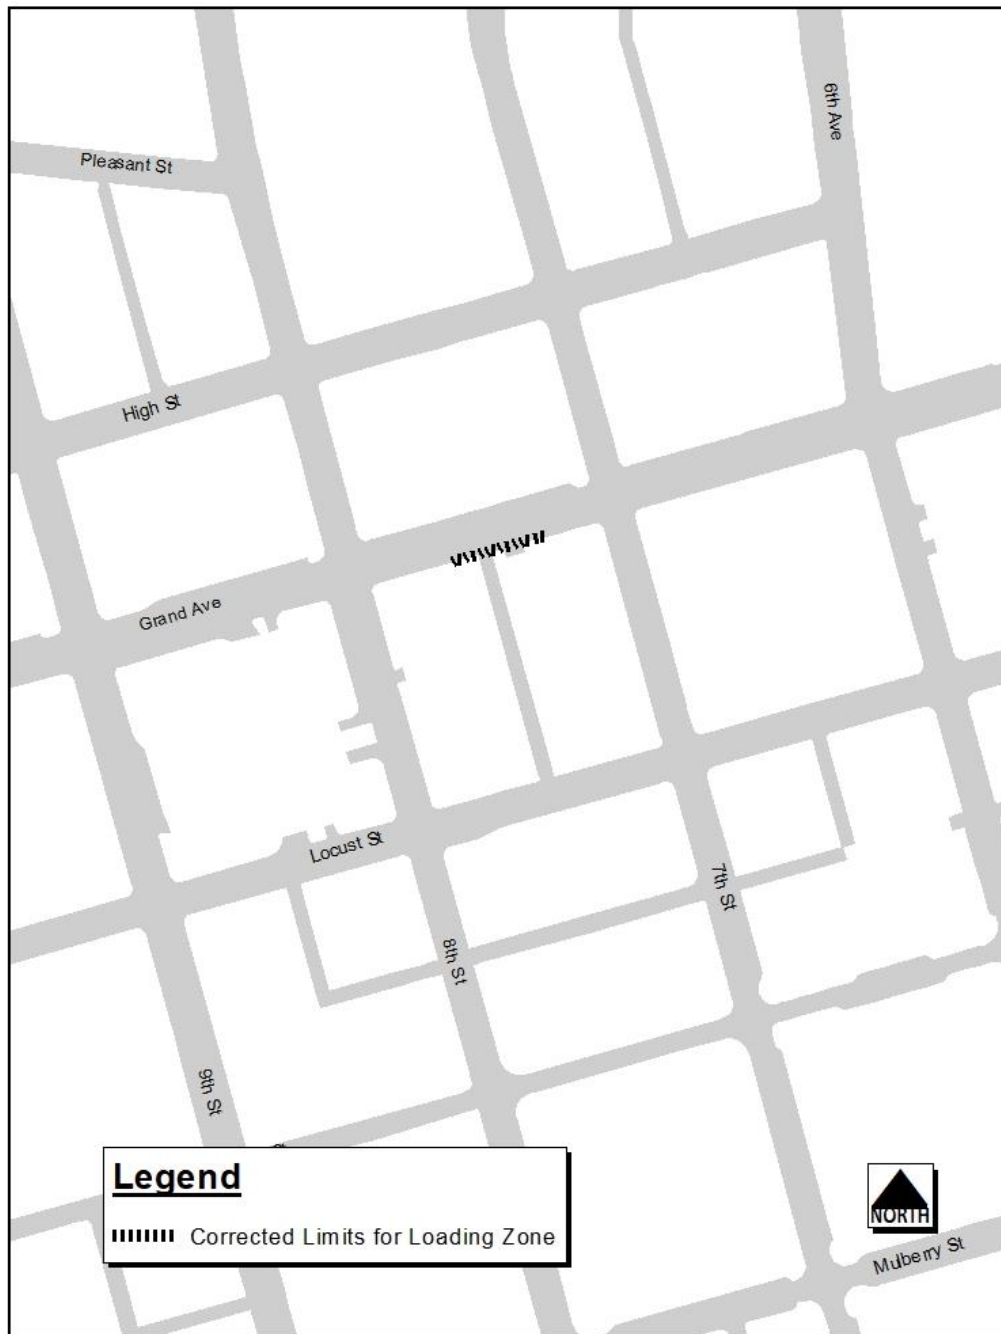 6th Ave
Pleasant St
High St
Grand Ave
Locust St
7th St
8th St
9th St
Legend
Corrected Limits for Loading Zone
NORTH
Mulberry St